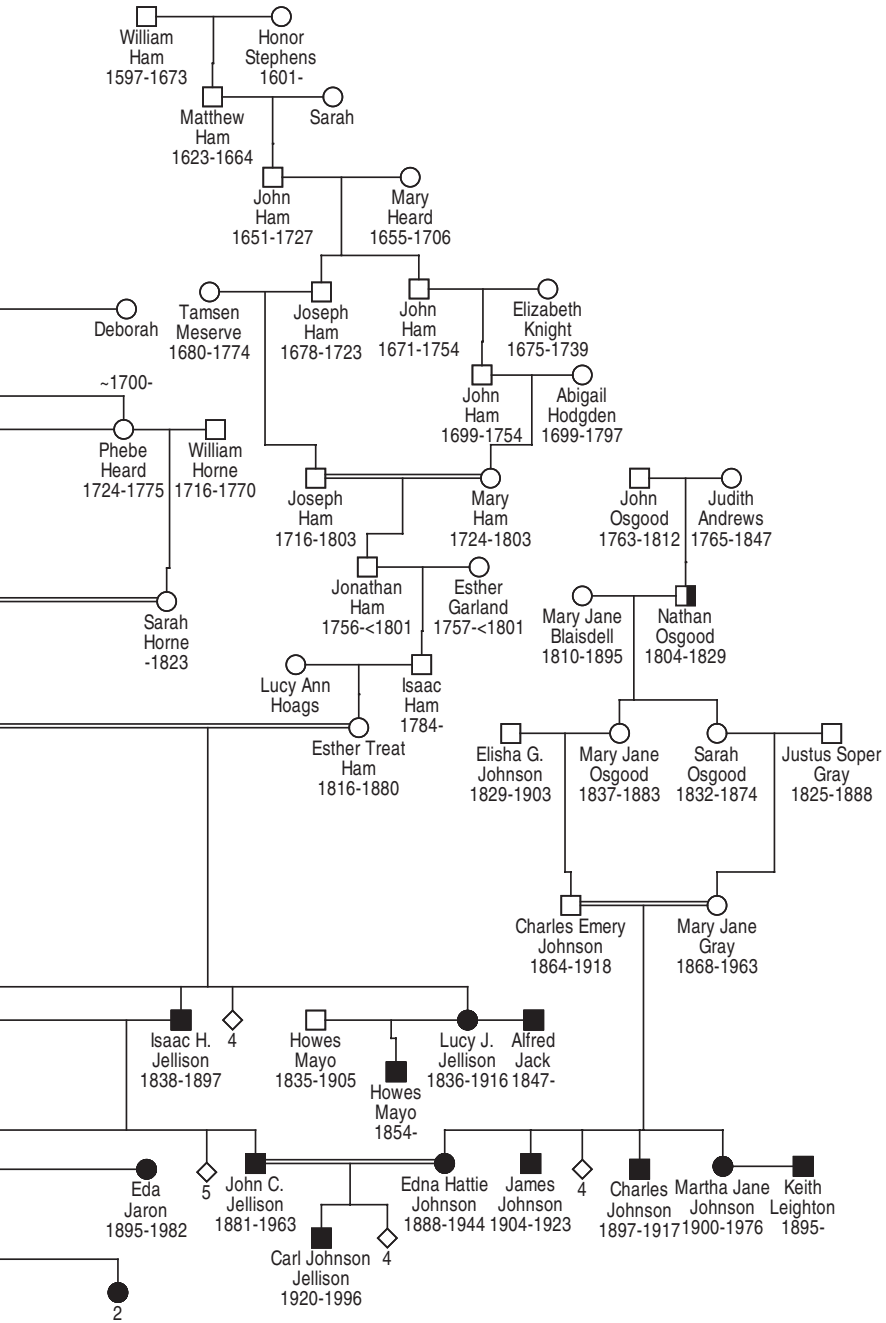 William
Ham
1597-1673
Honor
Stephens
1601-
Matthew
Ham
1623-1664
Sarah
John
Ham
1651-1727
Mary
Heard
1655-1706
Deborah
Tamsen
Meserve
1680-1774
Joseph
Ham
1678-1723
John
Ham
1671-1754
Elizabeth
Knight
1675-1739
~1700-
John
Ham
1699-1754
Abigail
Hodgden
1699-1797
Phebe
Heard
1724-1775
William
Horne
1716-1770
Joseph
Ham
1716-1803
Mary
Ham
1724-1803
John
Osgood
1763-1812
Judith
Andrews
1765-1847
Jonathan
Ham
1756-<1801
Esther
Garland
1757-<1801
Sarah
Horne
-1823
Mary Jane
Blaisdell
1810-1895
Nathan
Osgood
1804-1829
Lucy Ann
Hoags
Isaac
Ham
1784-
Esther Treat
Ham
1816-1880
Elisha G.
Johnson
1829-1903
Mary Jane
Osgood
1837-1883
Sarah
Osgood
1832-1874
Justus Soper
Gray
1825-1888
Charles Emery
Johnson
1864-1918
Mary Jane
Gray
1868-1963
Isaac H.
Jellison
1838-1897
4
Howes
Mayo
1835-1905
Lucy J.
Jellison
1836-1916
Alfred
Jack
1847-
Howes
Mayo
1854-
Eda
Jaron
1895-1982
5
John C.
Jellison
1881-1963
Edna Hattie
Johnson
1888-1944
James
Johnson
1904-1923
4
Charles
Johnson
1897-1917
Martha Jane
Johnson
1900-1976
Keith
Leighton
1895-
Carl Johnson
Jellison
1920-1996
4
2